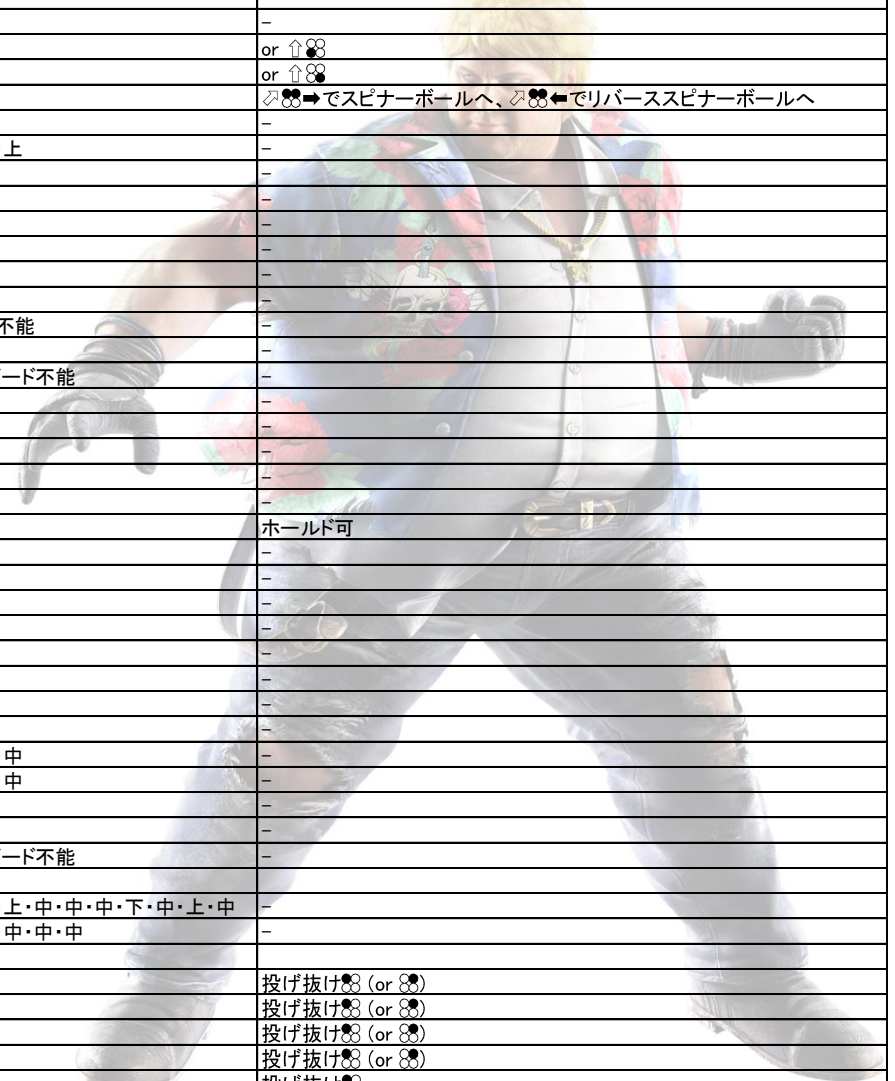 -
or ⇧
or ⇧
⬀➡でスピナーボールへ、⬀⬅でリバーススピナーボールへ
-
上 -
-
-
-
-
-
-
不能 -
-
ード不能 -
-
-
-
-
-
ホールド可
-
-
-
-
-
-
-
-
中 -
中 -
-
-
ード不能 -
上・中・中・中・下・中・上・中 -
中・中・中 -
投げ抜け (or )
投げ抜け (or )
投げ抜け (or )
投げ抜け (or )